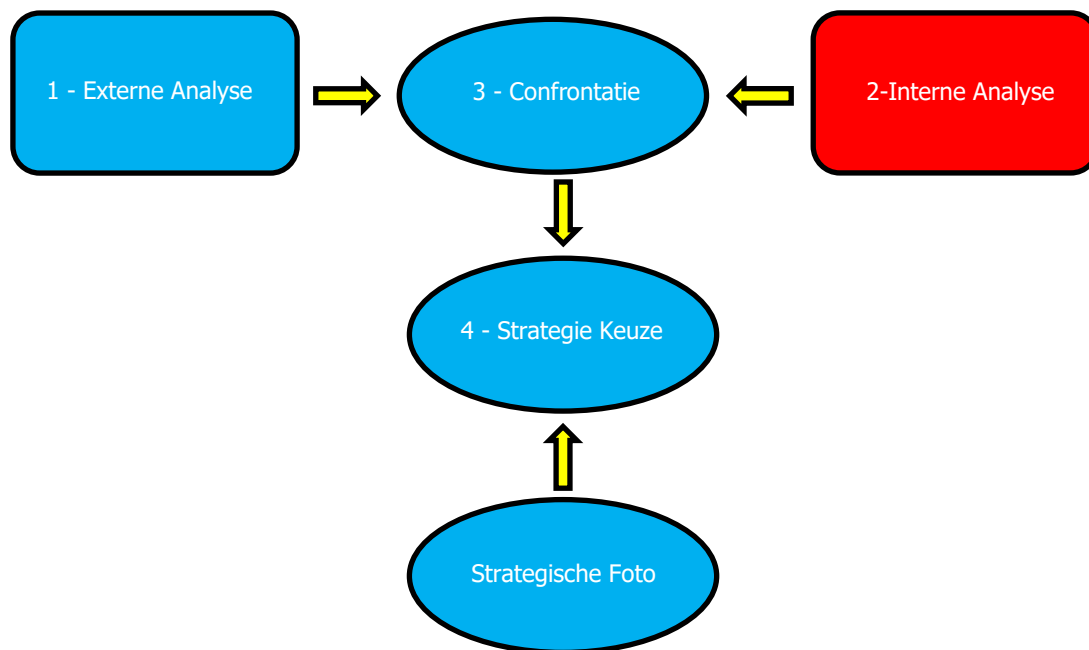 1 - Externe Analyse
3 - Confrontatie
2-Interne Analyse
4 - Strategie Keuze
Strategische Foto